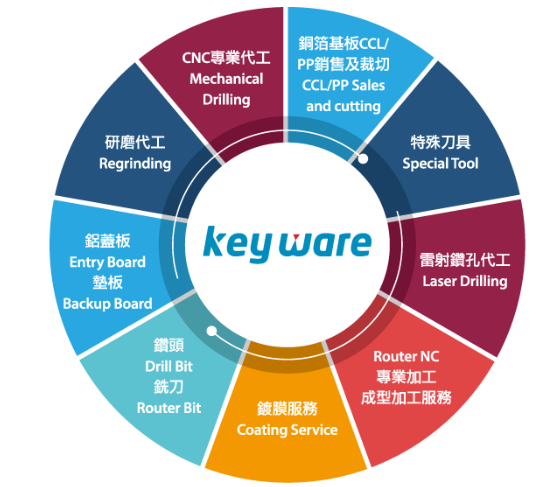 銅箔基板CCL/
PP銷售及裁切
CCL/PP Sales
and cutting
特殊刀具
Special Tool
雷射鑽孔代工
Laser Drilling
Router NC
專業加工
成型加工服務
鍍膜服務
Coating Service
鑽頭
Drill Bit
銑刀
Router Bit
鋁蓋板
Entry Board
墊板
Backup Board
研磨代工
Regrinding
CNC專業代工
Mechanical
Drilling
keyware